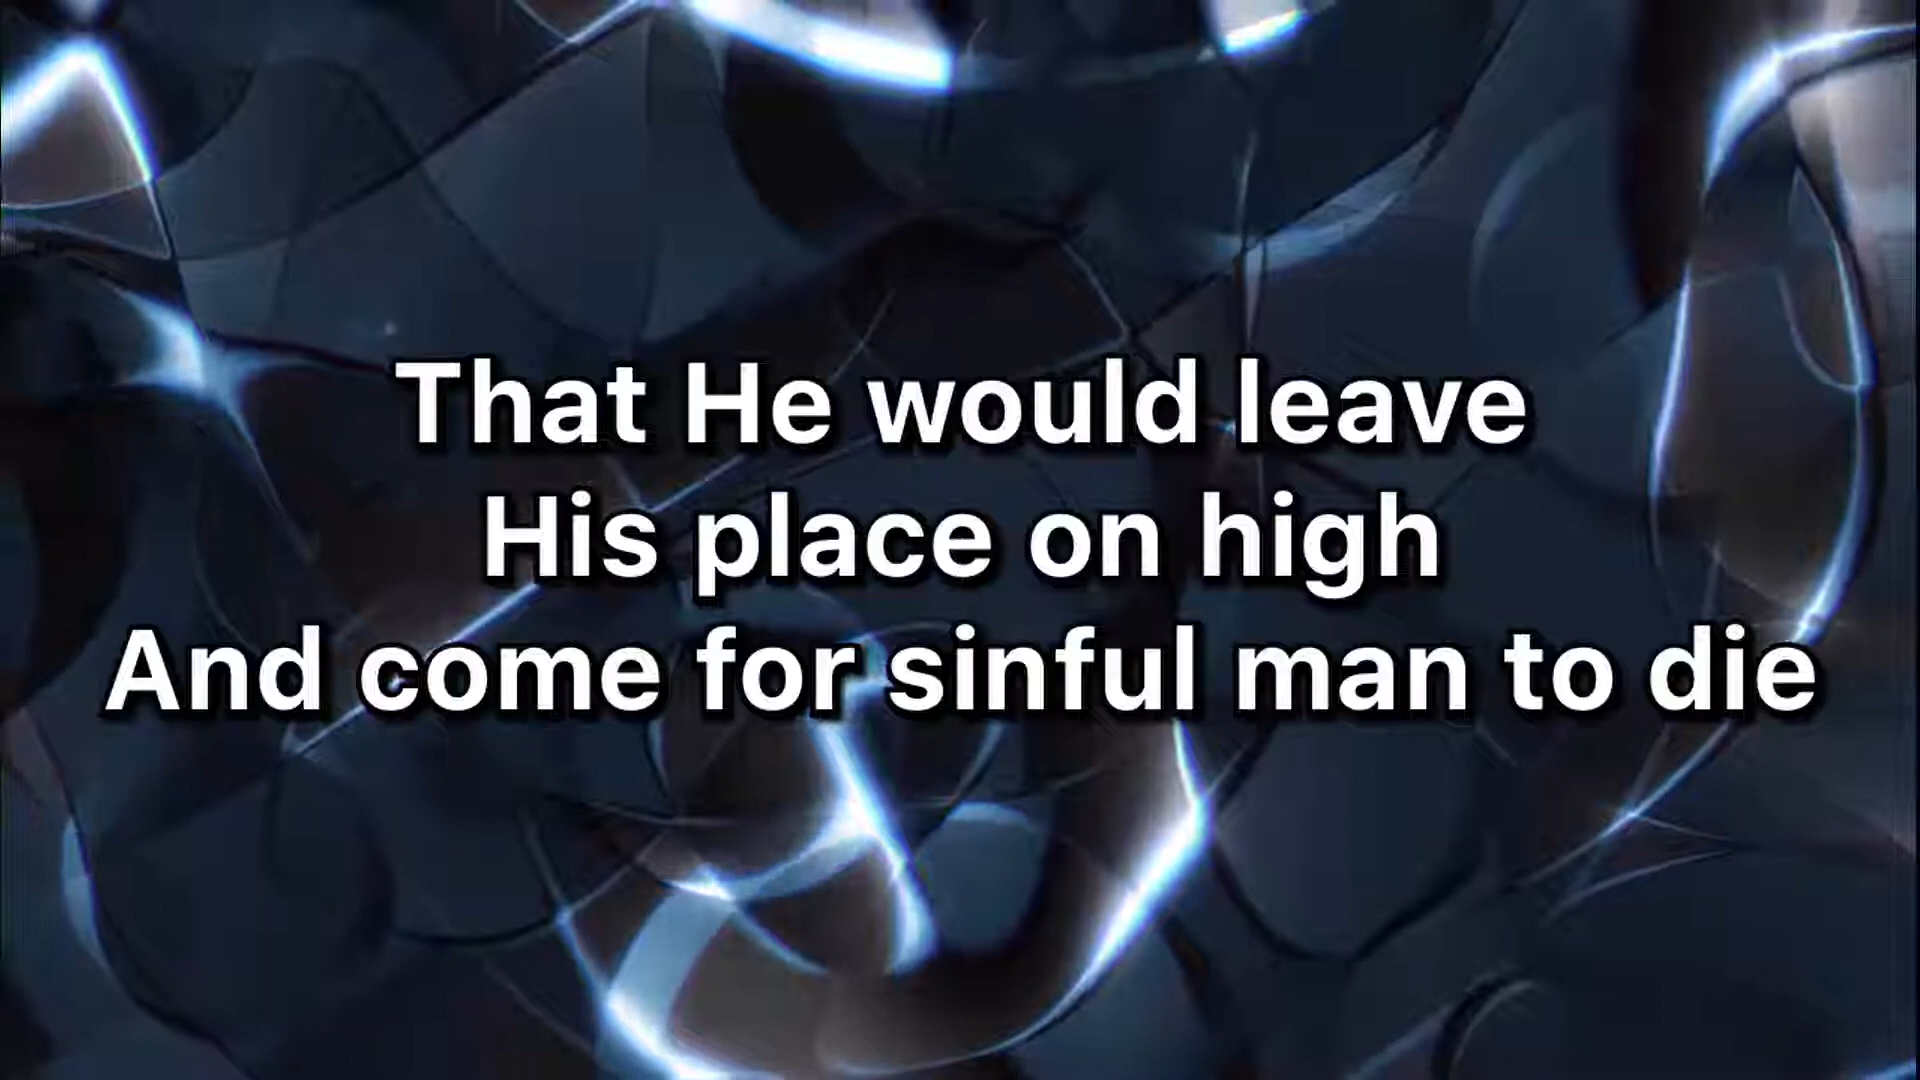 That He would leave
His place on high
And come for sinful man to die